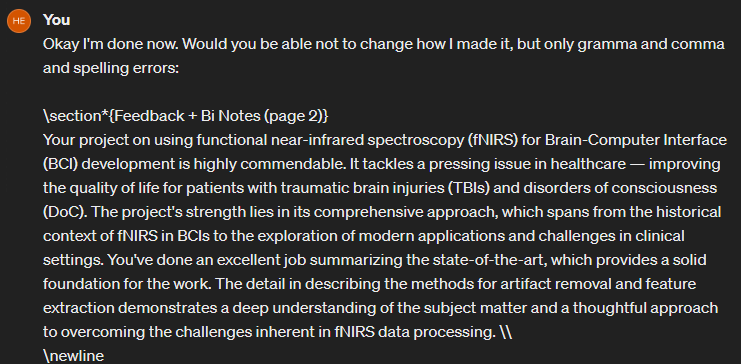 HE You
Okay I'm done now. Would you be able not to change how I made it, but only gramma and comma
and spelling errors:
\section*{Feedback + Bi Notes (page 2)}
Your project on using functional near-infrared spectroscopy (fNIRS) for Brain-Computer Interface
(BCI) development is highly commendable. It tackles a pressing issue in healthcare — improving
the quality of life for patients with traumatic brain injuries (TBIs) and disorders of consciousness
(DoC). The project's strength lies in its comprehensive approach, which spans from the historical
context of fNIRS in BCIs to the exploration of modern applications and challenges in clinical
settings. You've done an excellent job summarizing the state-of-the-art, which provides a solid
foundation for the work. The detail in describing the methods for artifact removal and feature
extraction demonstrates a deep understanding of the subject matter and a thoughtful approach
to overcoming the challenges inherent in fNIRS data processing. \\
\newline